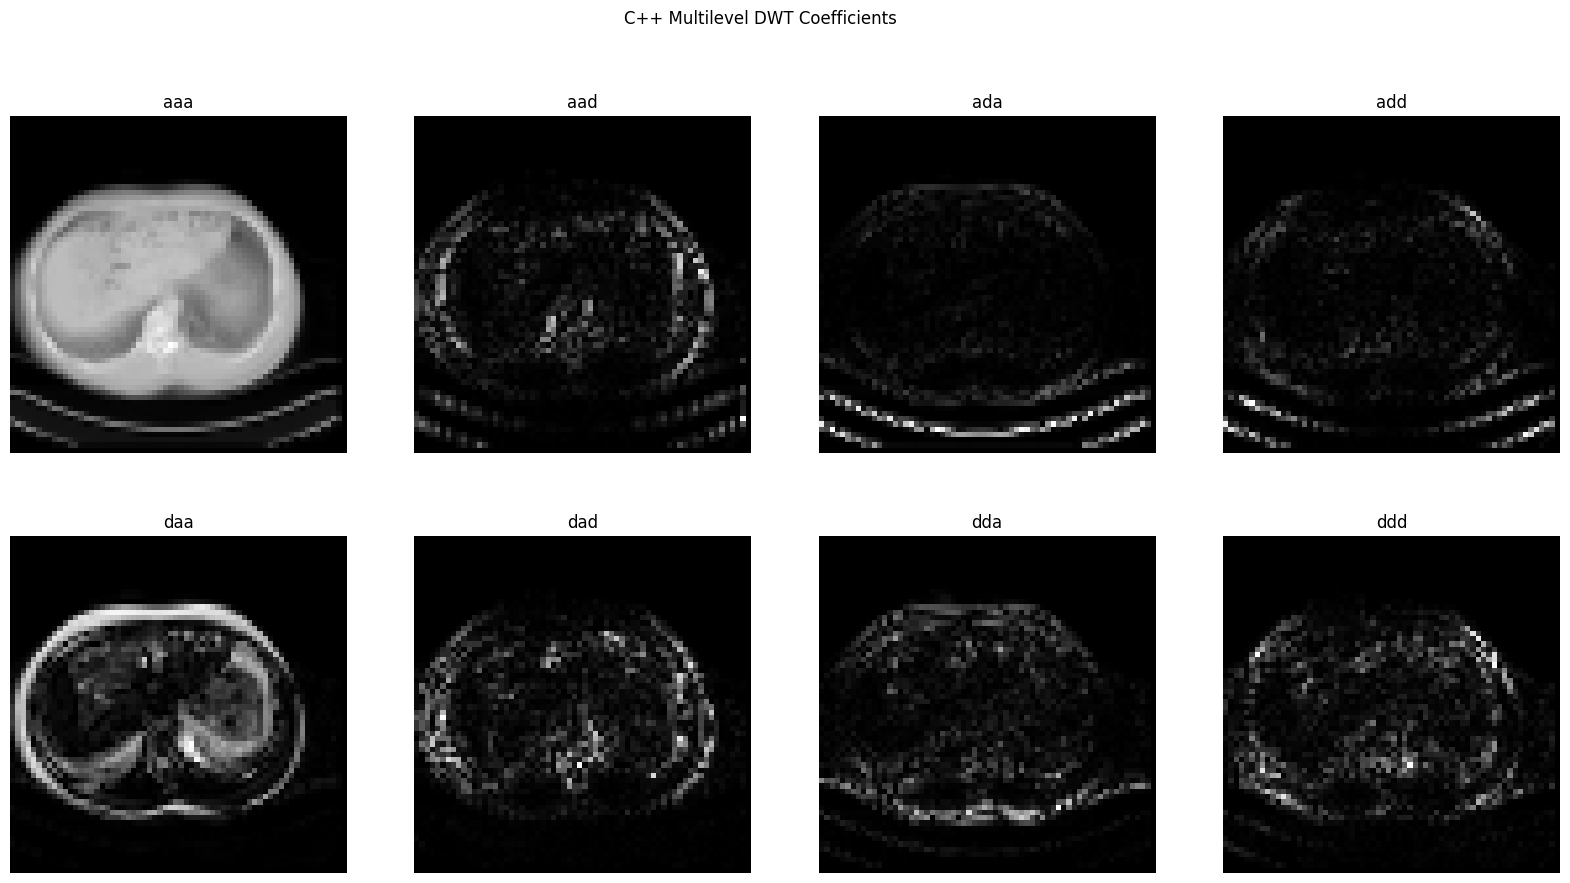 C++ Multilevel DWT Coefficients
aaa
aad
ada
add
daa
dad
dda
ddd